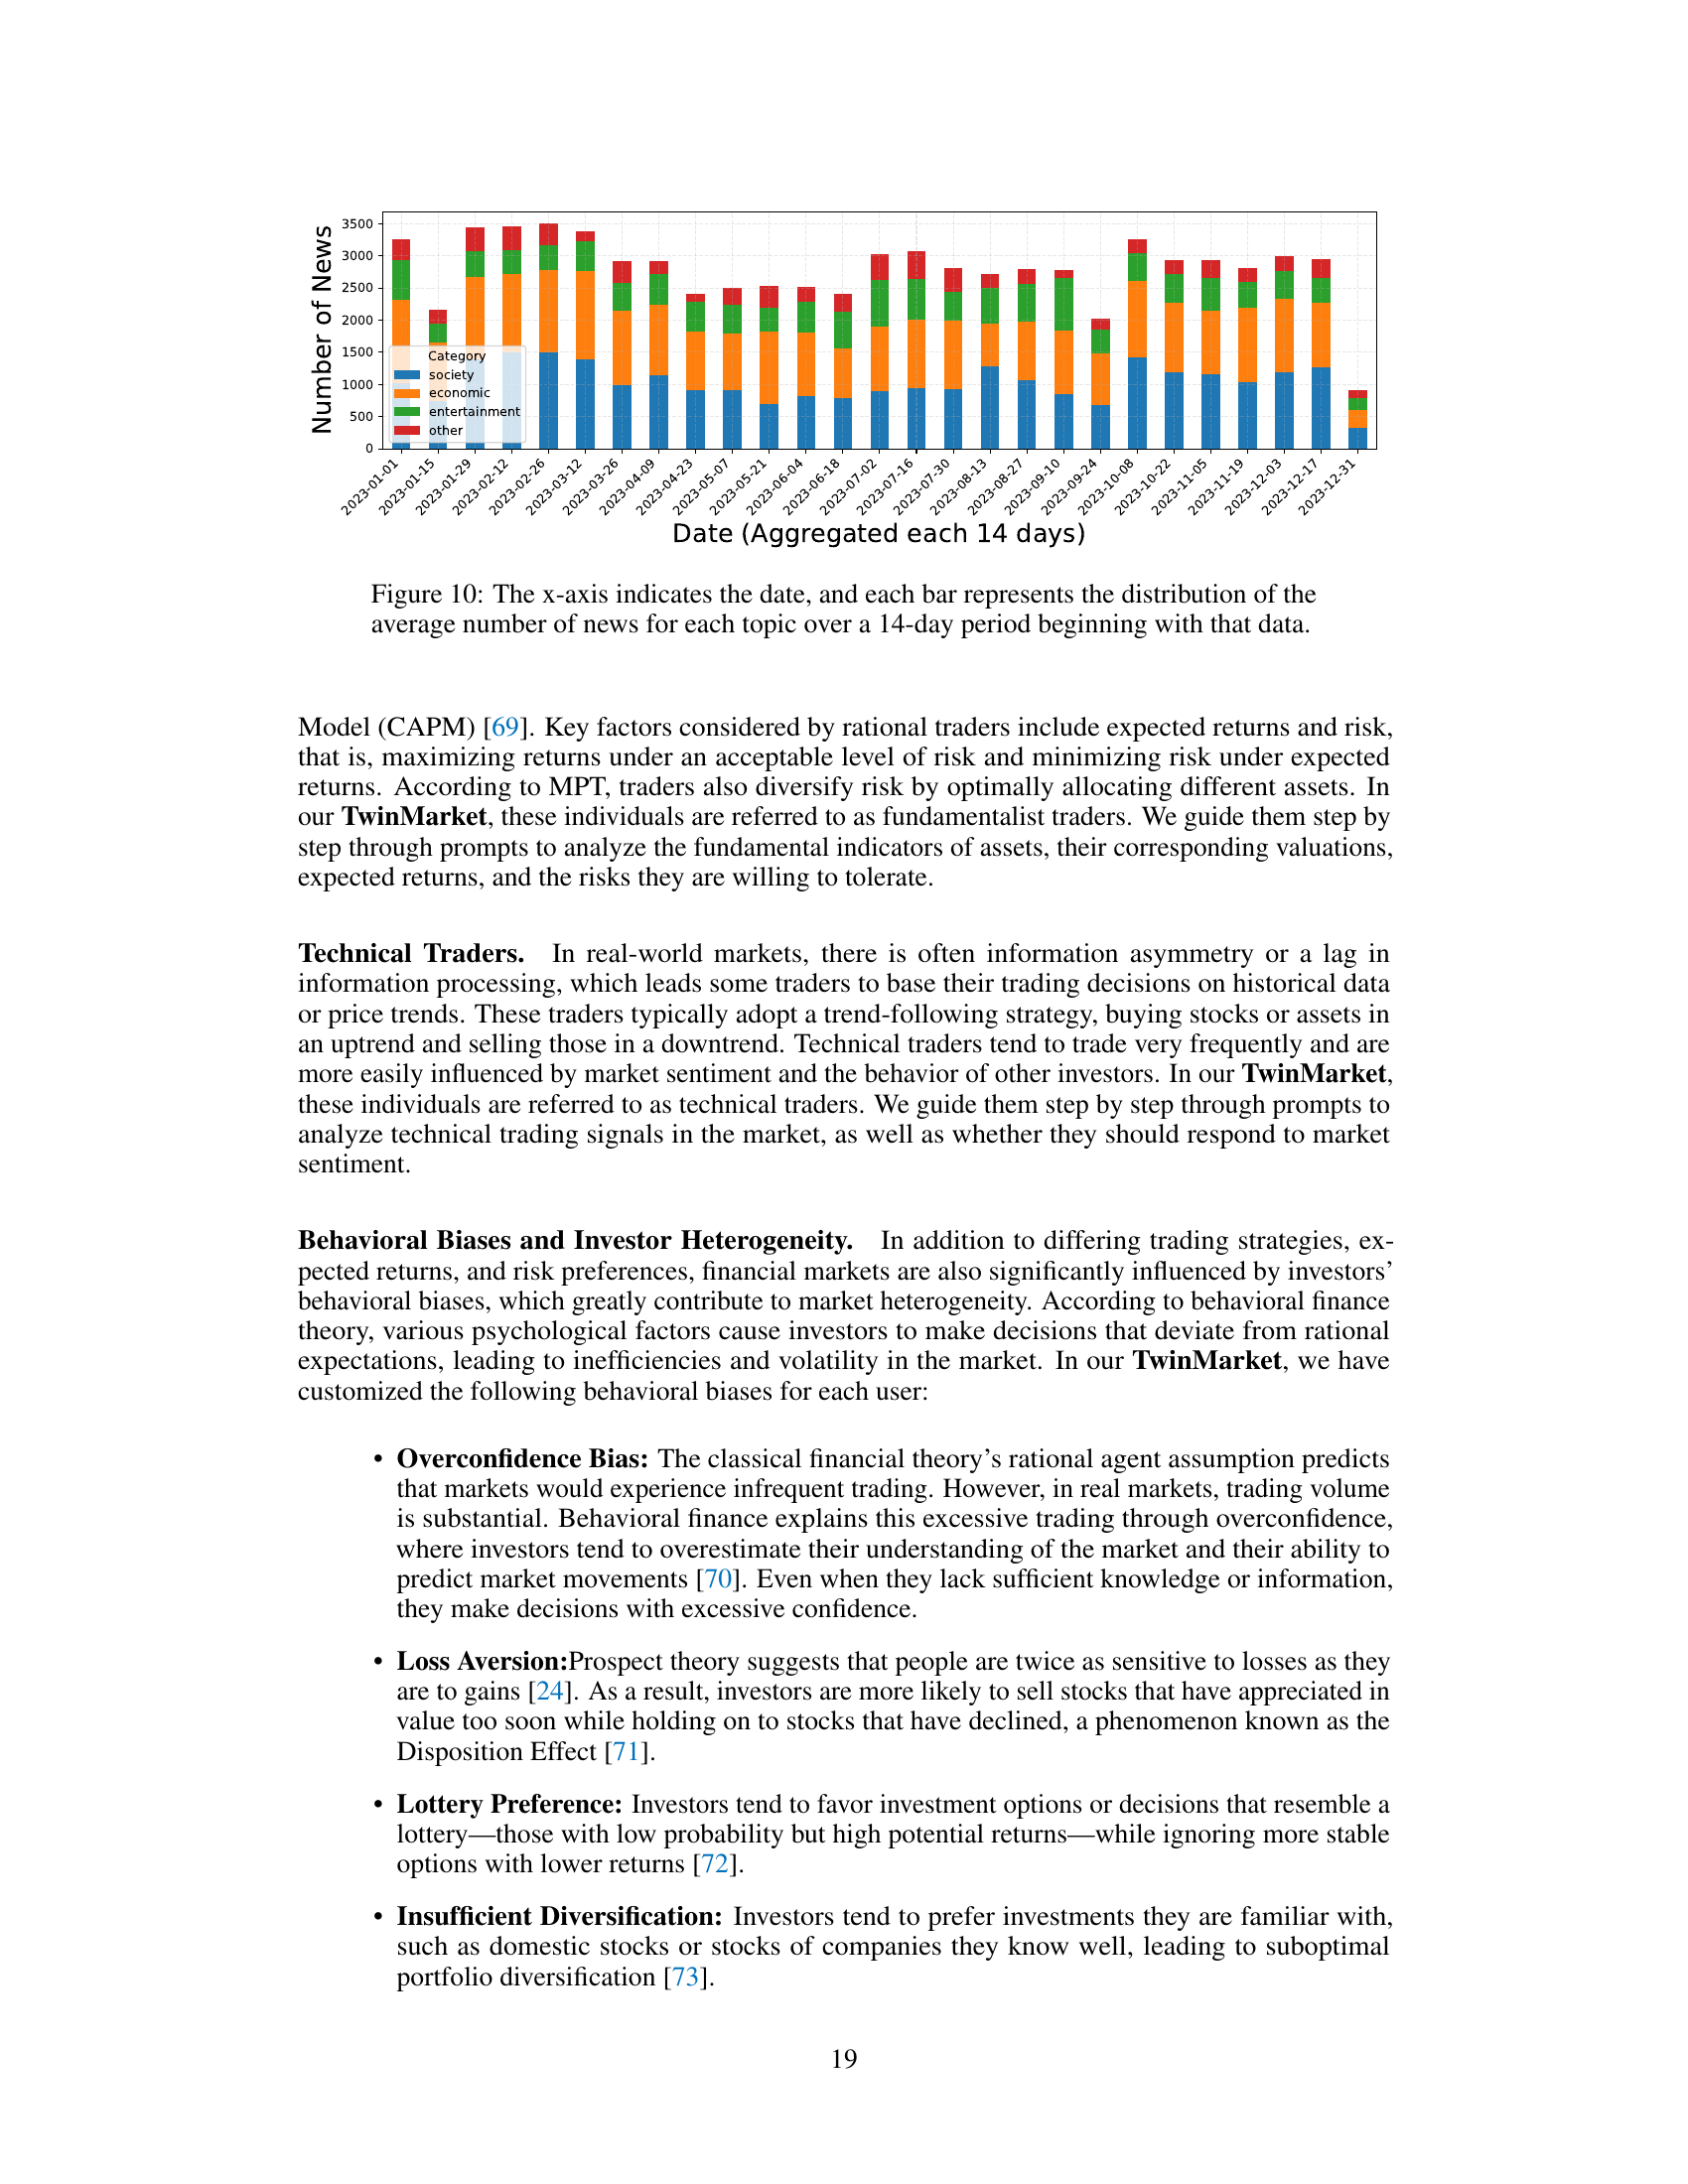 Number of News
3500
3000
2500
2000
1500
1000
500
0
Category
society
economic
entertainment
other
2023-01-01
2023-01-15
2023-01-29
2023-02-12
2023-02-26
2023-03-12
2023-03-26
2023-04-09
2023-04-23
2023-05-07
2023-05-21
2023-06-04
2023-06-18
2023-07-02
2023-07-16
2023-07-30
2023-08-13
2023-08-27
2023-09-10
2023-09-24
2023-10-08
2023-10-22
2023-11-05
2023-11-19
2023-12-03
2023-12-17
2023-12-31
Date (Aggregated each 14 days)
Figure 10: The x-axis indicates the date, and each bar represents the distribution of the
average number of news for each topic over a 14-day period beginning with that data.
Model (CAPM) [69]. Key factors considered by rational traders include expected returns and risk,
that is, maximizing returns under an acceptable level of risk and minimizing risk under expected
returns. According to MPT, traders also diversify risk by optimally allocating different assets. In
our TwinMarket, these individuals are referred to as fundamentalist traders. We guide them step by
step through prompts to analyze the fundamental indicators of assets, their corresponding valuations,
expected returns, and the risks they are willing to tolerate.
Technical Traders. In real-world markets, there is often information asymmetry or a lag in
information processing, which leads some traders to base their trading decisions on historical data
or price trends. These traders typically adopt a trend-following strategy, buying stocks or assets in
an uptrend and selling those in a downtrend. Technical traders tend to trade very frequently and are
more easily influenced by market sentiment and the behavior of other investors. In our TwinMarket,
these individuals are referred to as technical traders. We guide them step by step through prompts to
analyze technical trading signals in the market, as well as whether they should respond to market
sentiment.
Behavioral Biases and Investor Heterogeneity. In addition to differing trading strategies, ex-
pected returns, and risk preferences, financial markets are also significantly influenced by investors'
behavioral biases, which greatly contribute to market heterogeneity. According to behavioral finance
theory, various psychological factors cause investors to make decisions that deviate from rational
expectations, leading to inefficiencies and volatility in the market. In our TwinMarket, we have
customized the following behavioral biases for each user:
• Overconfidence Bias: The classical financial theory's rational agent assumption predicts
that markets would experience infrequent trading. However, in real markets, trading volume
is substantial. Behavioral finance explains this excessive trading through overconfidence,
where investors tend to overestimate their understanding of the market and their ability to
predict market movements [70]. Even when they lack sufficient knowledge or information,
they make decisions with excessive confidence.
• Loss Aversion:Prospect theory suggests that people are twice as sensitive to losses as they
are to gains [24]. As a result, investors are more likely to sell stocks that have appreciated in
value too soon while holding on to stocks that have declined, a phenomenon known as the
Disposition Effect [71].
• Lottery Preference: Investors tend to favor investment options or decisions that resemble a
lottery—those with low probability but high potential returns—while ignoring more stable
options with lower returns [72].
• Insufficient Diversification: Investors tend to prefer investments they are familiar with,
such as domestic stocks or stocks of companies they know well, leading to suboptimal
portfolio diversification [73].
19